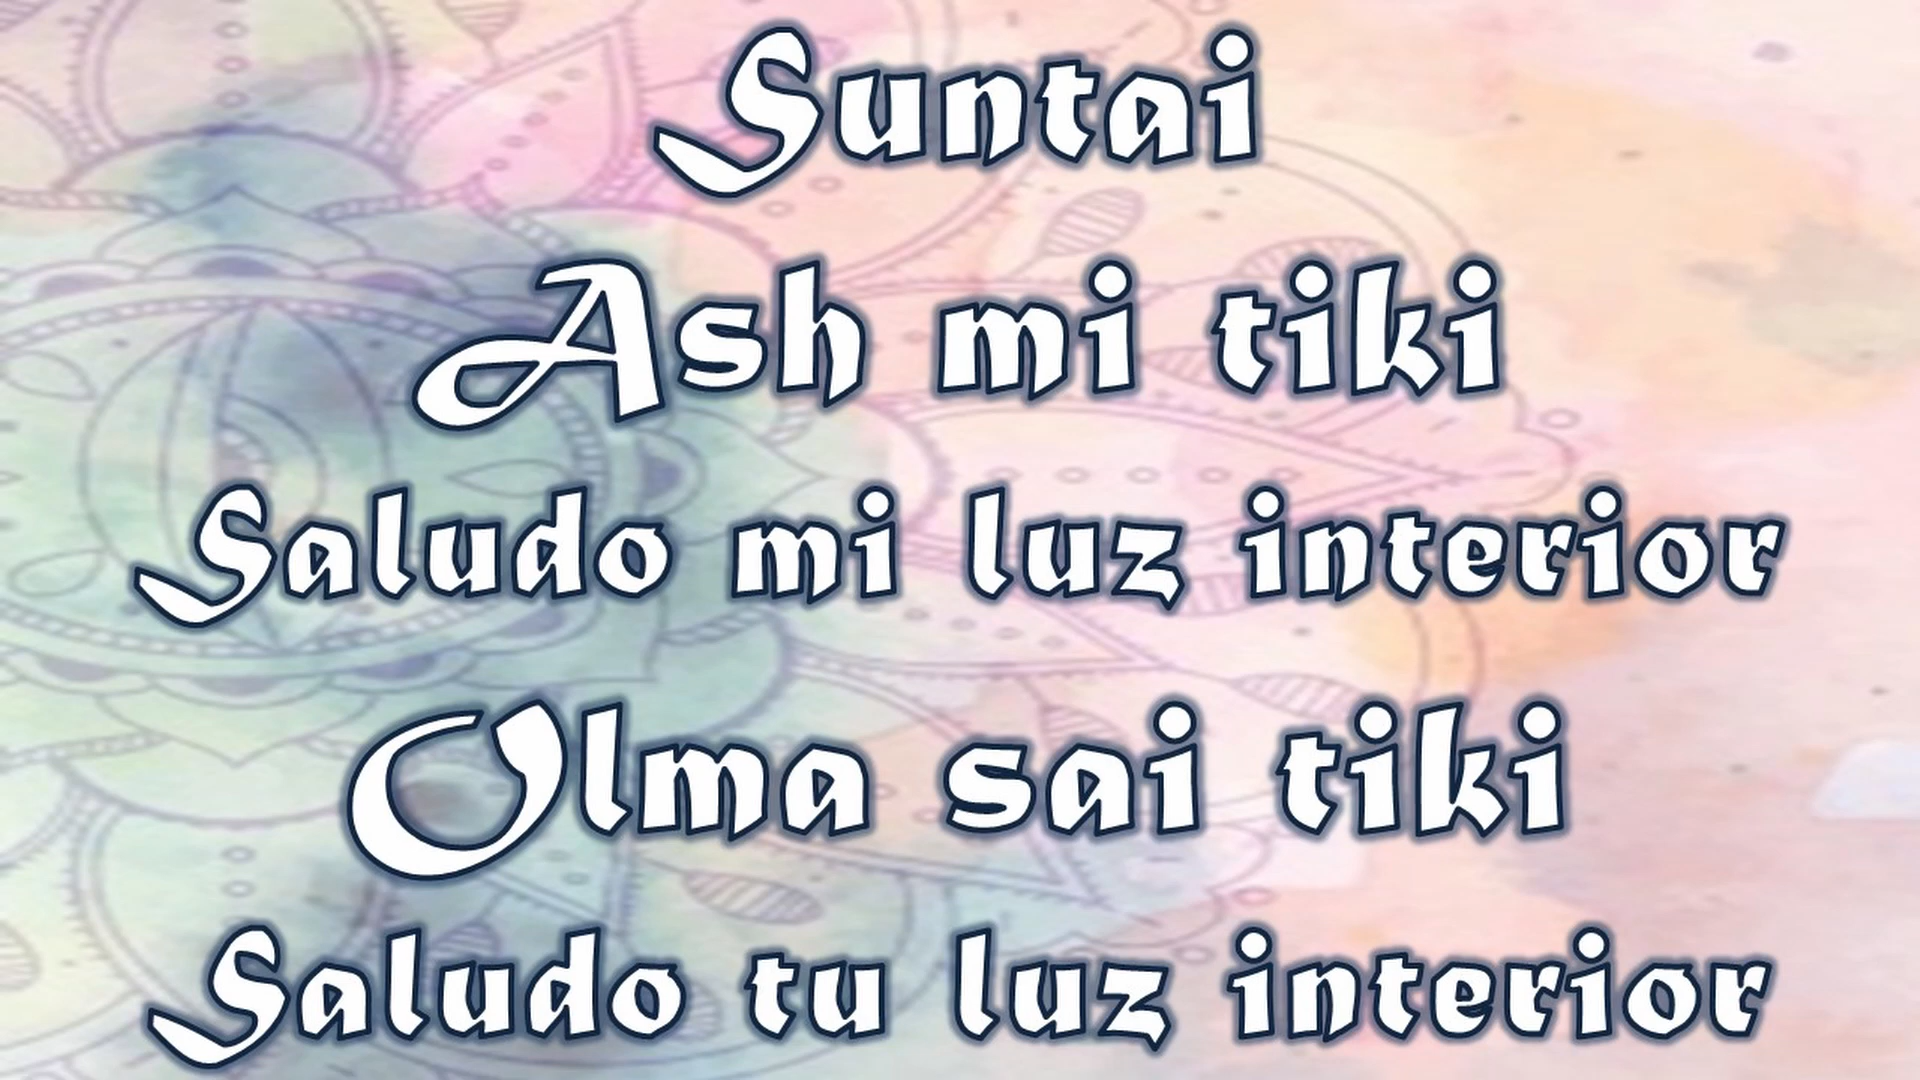 Suntai
Ash mi tiki
Saludo mi luz interior
Olma sai tiki
Saludo tu luz interior